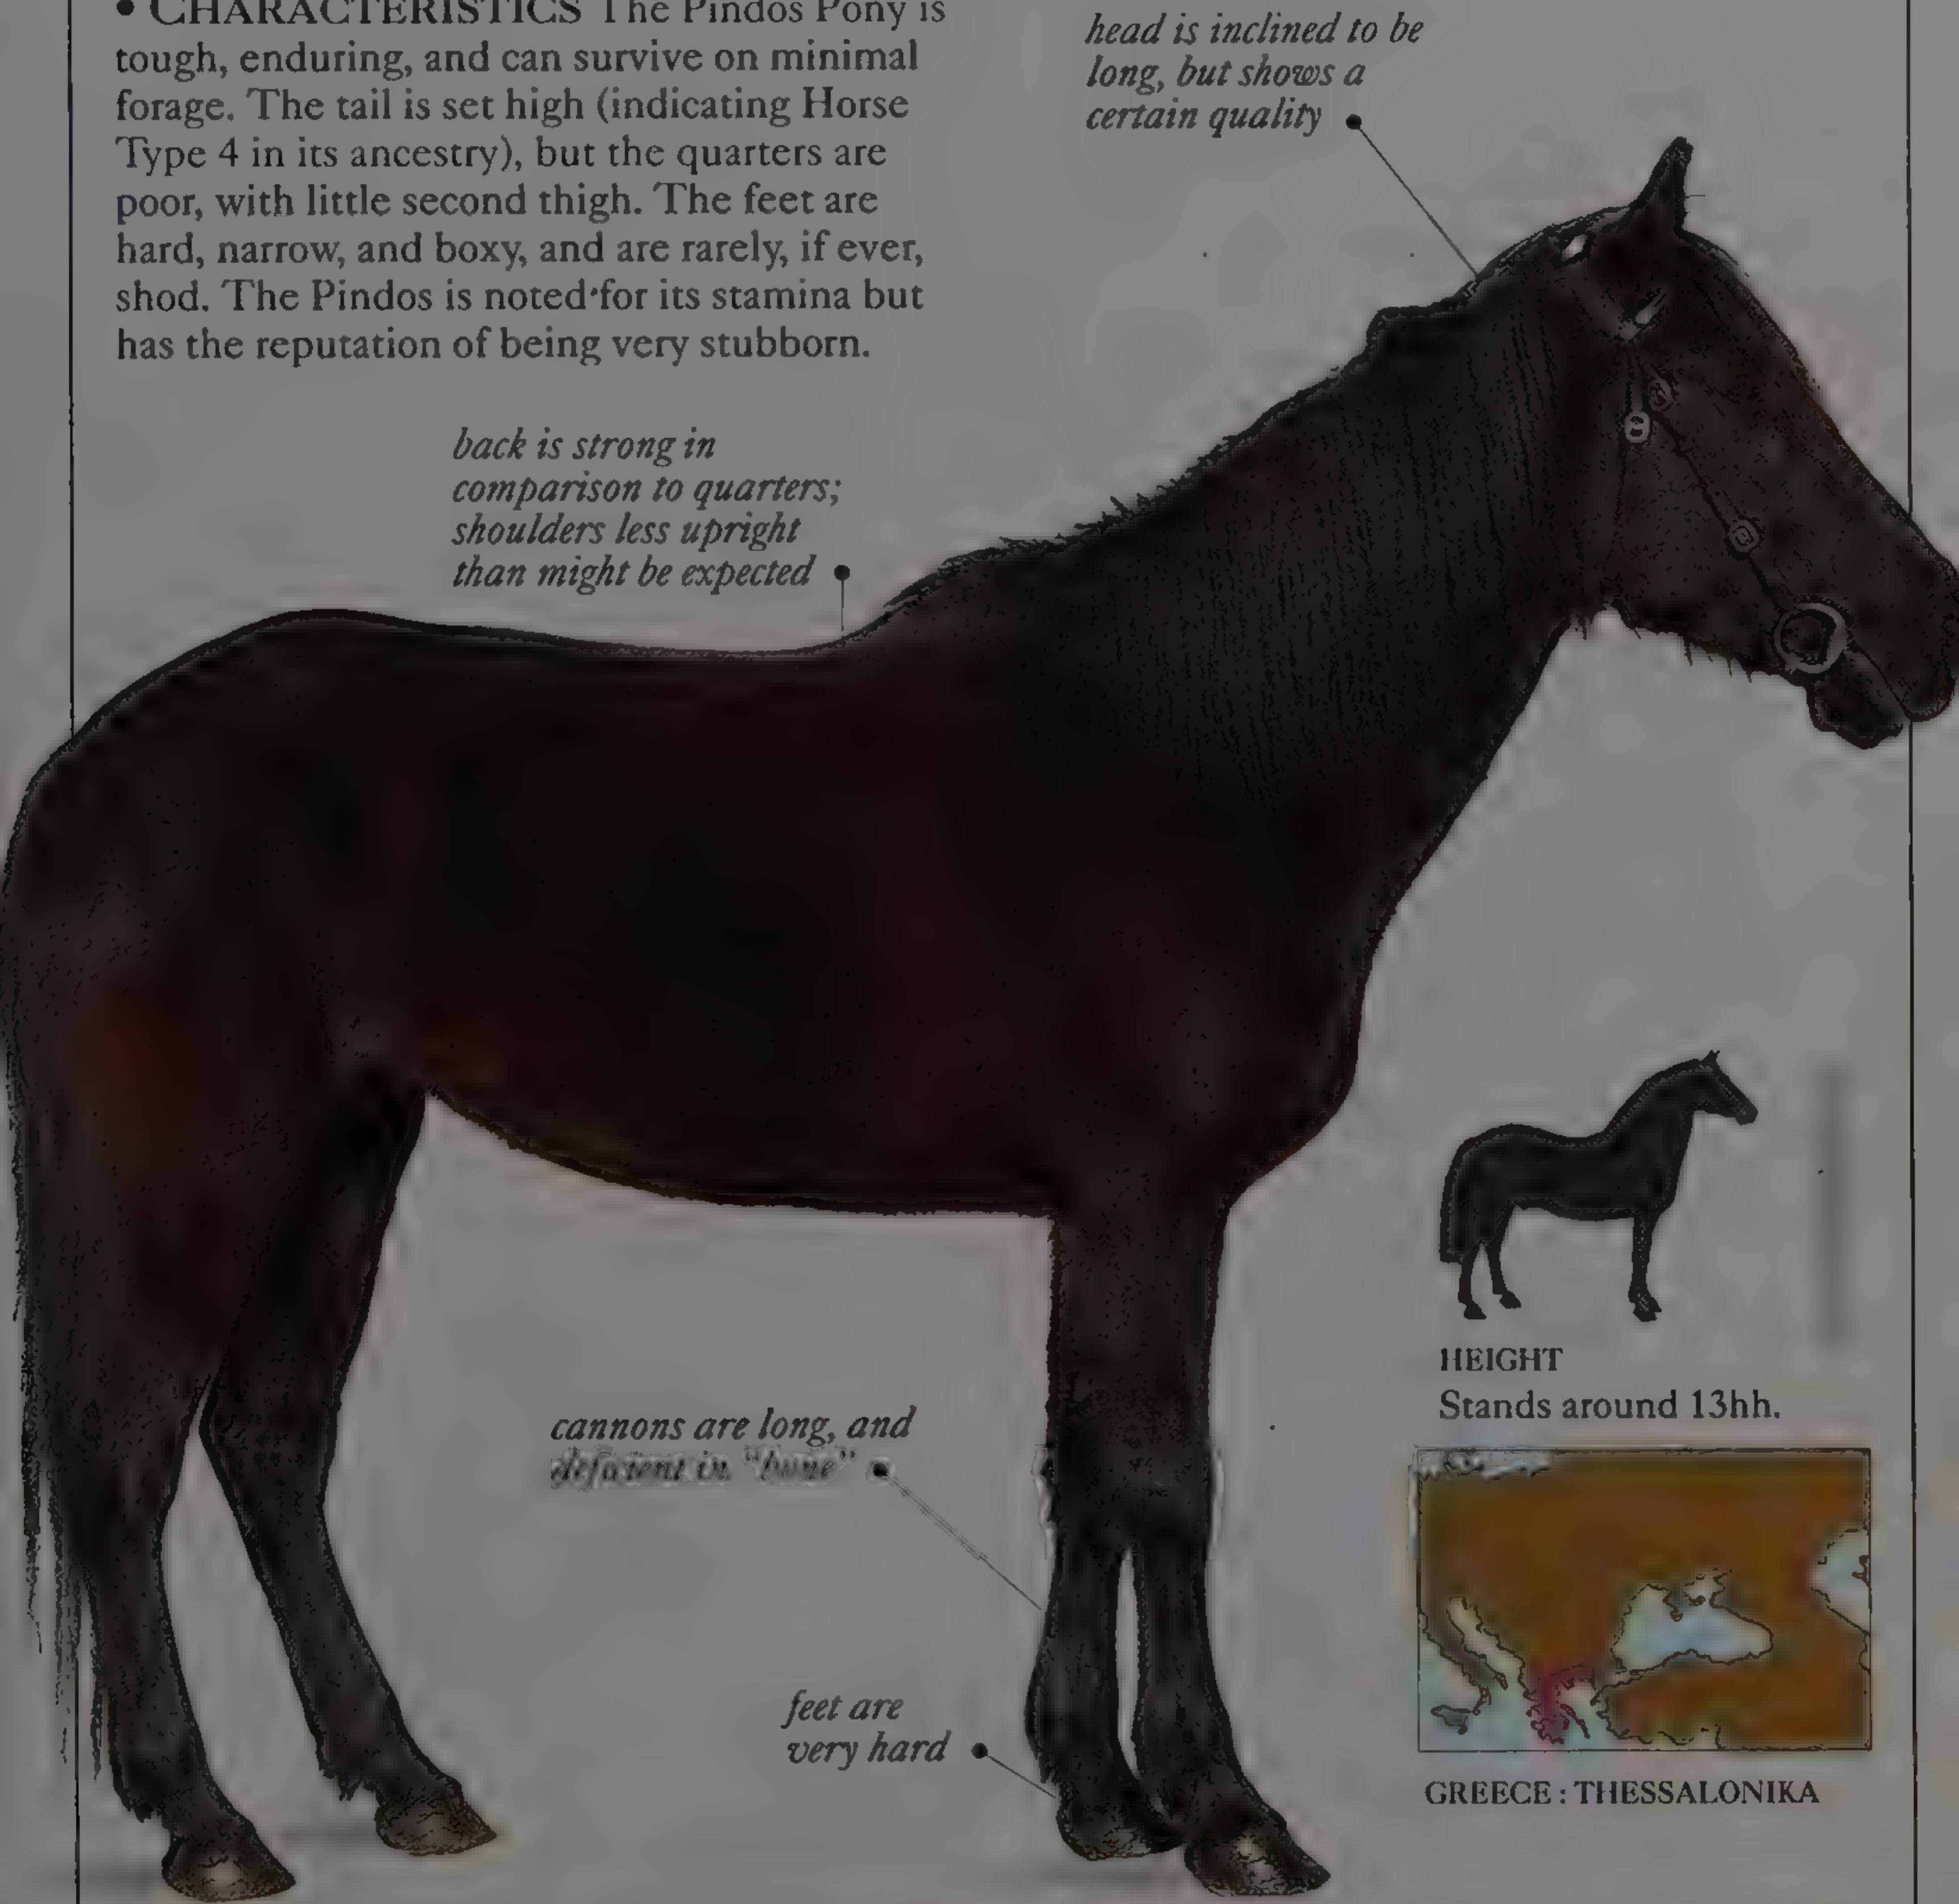 • CHARACTERISTICS The Pindos Pony is
tough, enduring, and can survive on minimal
forage. The tail is set high (indicating Horse
Type 4 in its ancestry), but the quarters are
poor, with little second thigh. The feet are
hard, narrow, and boxy, and are rarely, if ever,
shod. The Pindos is noted for its stamina but
has the reputation of being very stubborn.
head is inclined to be
long, but shows a
certain quality
back is strong in
comparison to quarters;
shoulders less upright
than might be expected
cannons are long, and
deficient in "bone"
feet are
very hard
HEIGHT
Stands around 13hh.
GREECE : THESSALONIKA